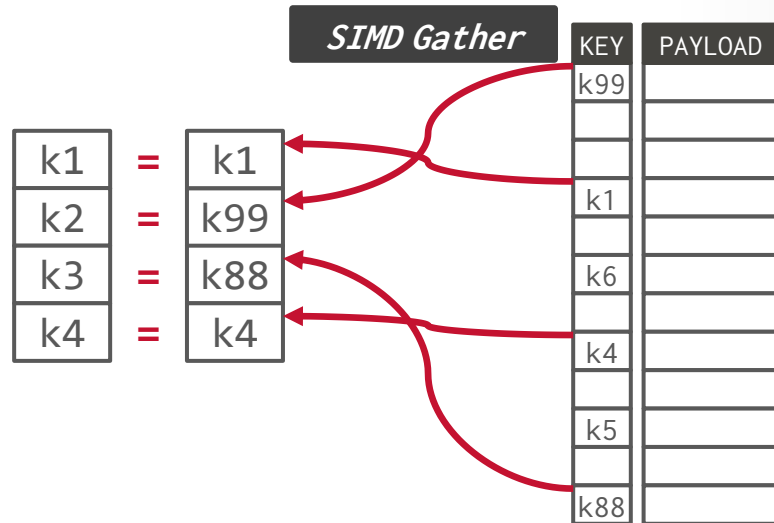 SIMD Gather
KEY PAYLOAD
k99
k1 = k1
k2 = k99
k3 = k88
k4 = k4
k1
k6
k4
k5
k88